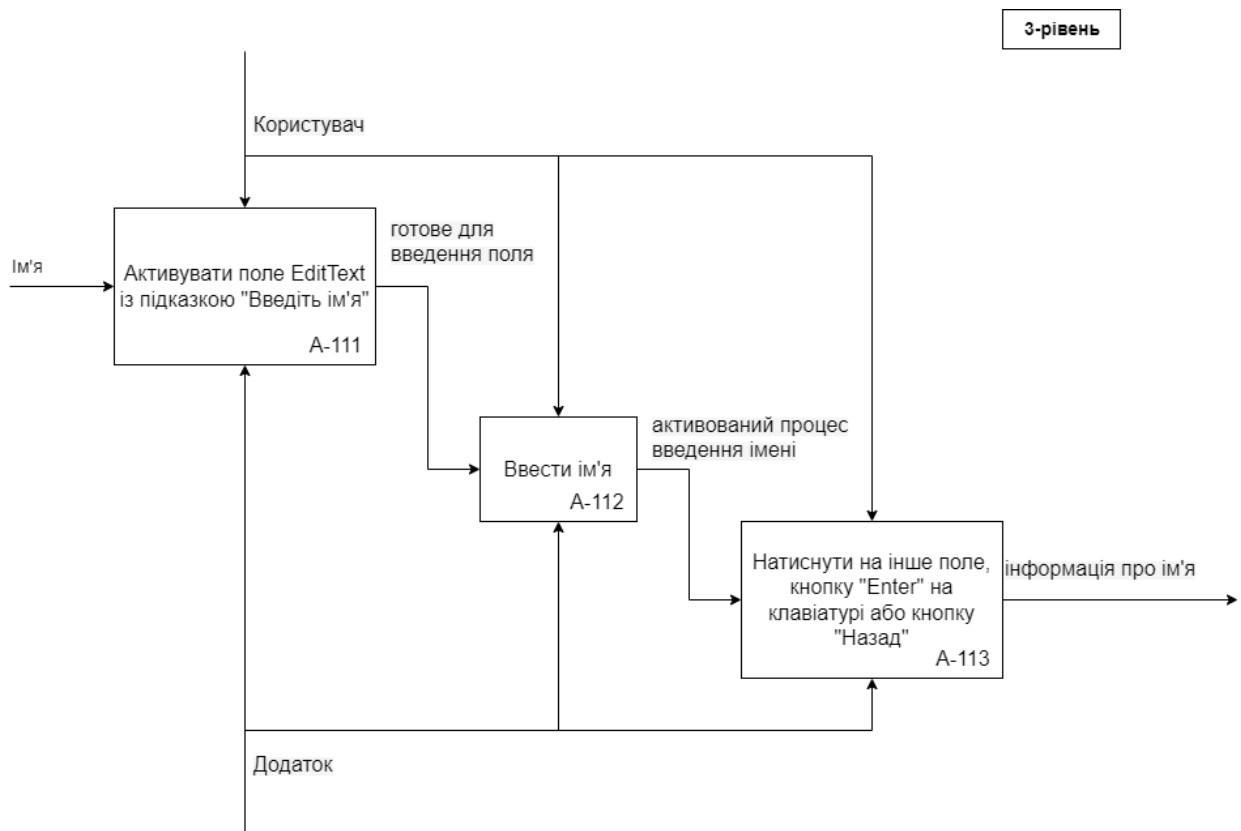 3-рівень
Користувач
готове для
введення поля
Ім'я
Активувати поле EditText
із підказкою "Введіть ім'я"
А-111
активований процес
введення імені
Ввести ім'я
А-112
Натиснути на інше поле,
кнопку "Enter" на
клавіатурі або кнопку
"Назад"
А-113
інформація про ім'я
Додаток